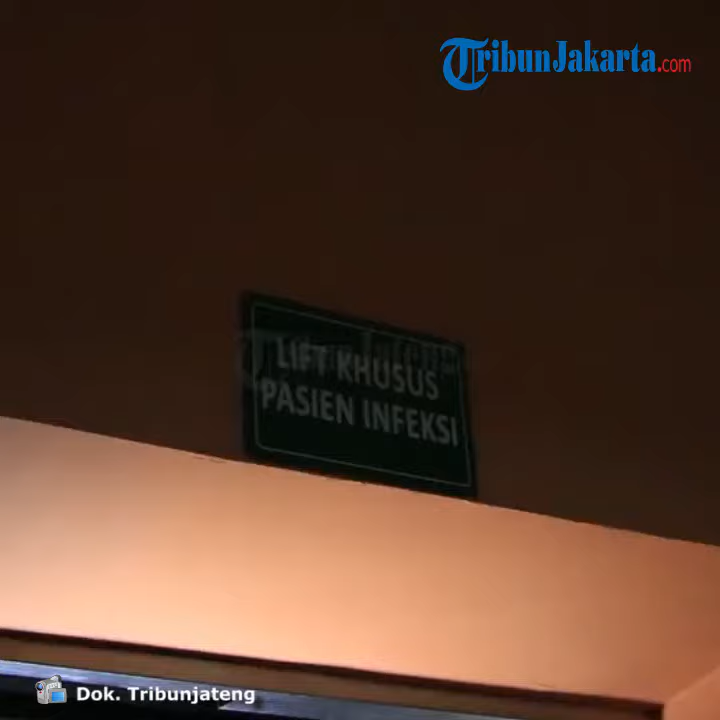 TribunJakarta.com
LIFT KHUSUS
PASIEN INFEKSI
Dok. Tribunjateng